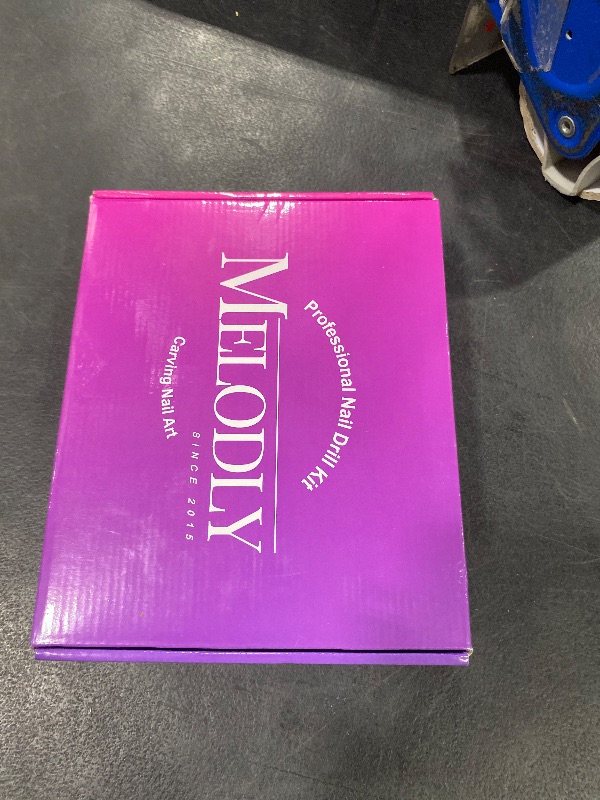 Professional Nail Drill Kit
MELODLY
SINCE 2015
Carving Nail Art